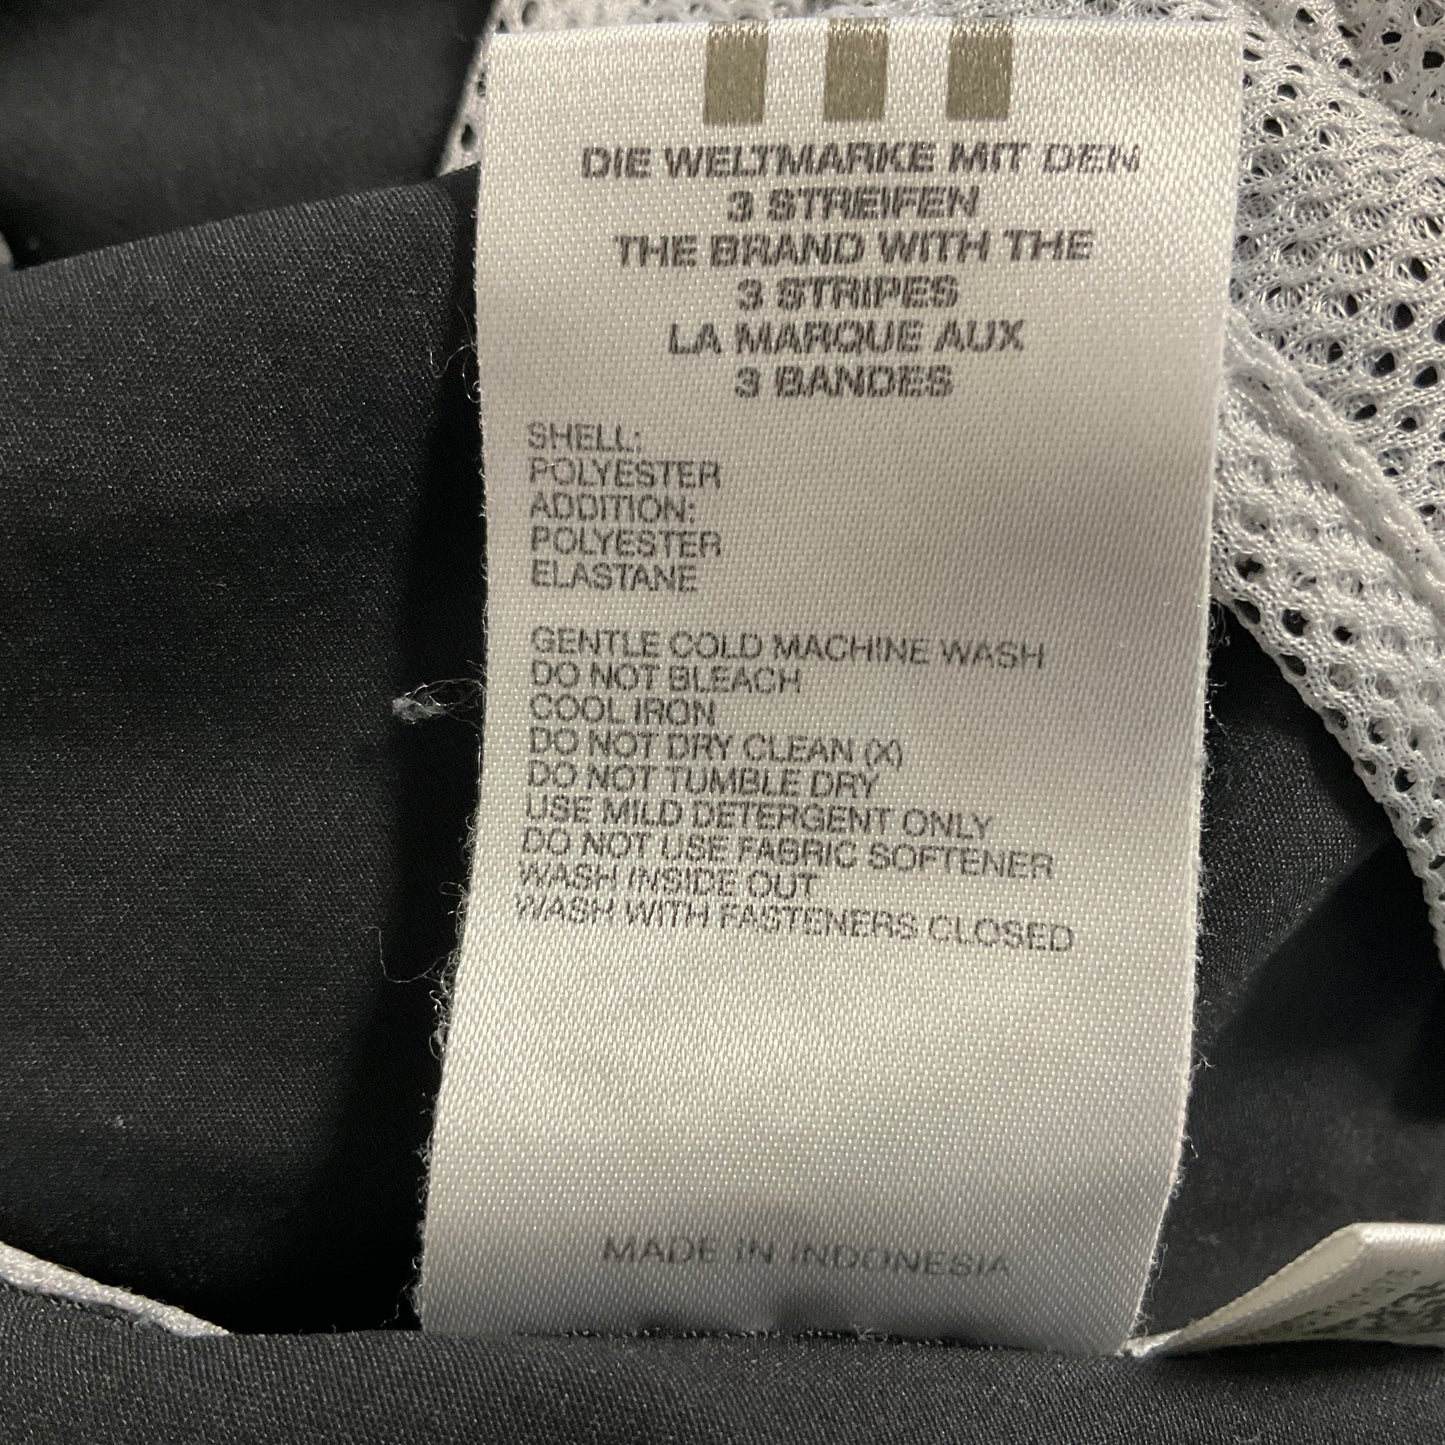 DIE WELTMARKE MIT DEN
3 STREIFEN
THE BRAND WITH THE
3 STRIPES
LA MARQUE AUX
3 BANDES
SHELL:
POLYESTER
ADDITION:
POLYESTER
ELASTANE
GENTLE COLD MACHINE WASH
DO NOT BLEACH
COOL IRON
DO NOT DRY CLEAN (X)
DO NOT TUMBLE DRY
USE MILD DETERGENT ONLY
DO NOT USE FABRIC SOFTENER
WASH INSIDE OUT
WASH WITH FASTENERS CLOSED
MADE IN INDONESIA